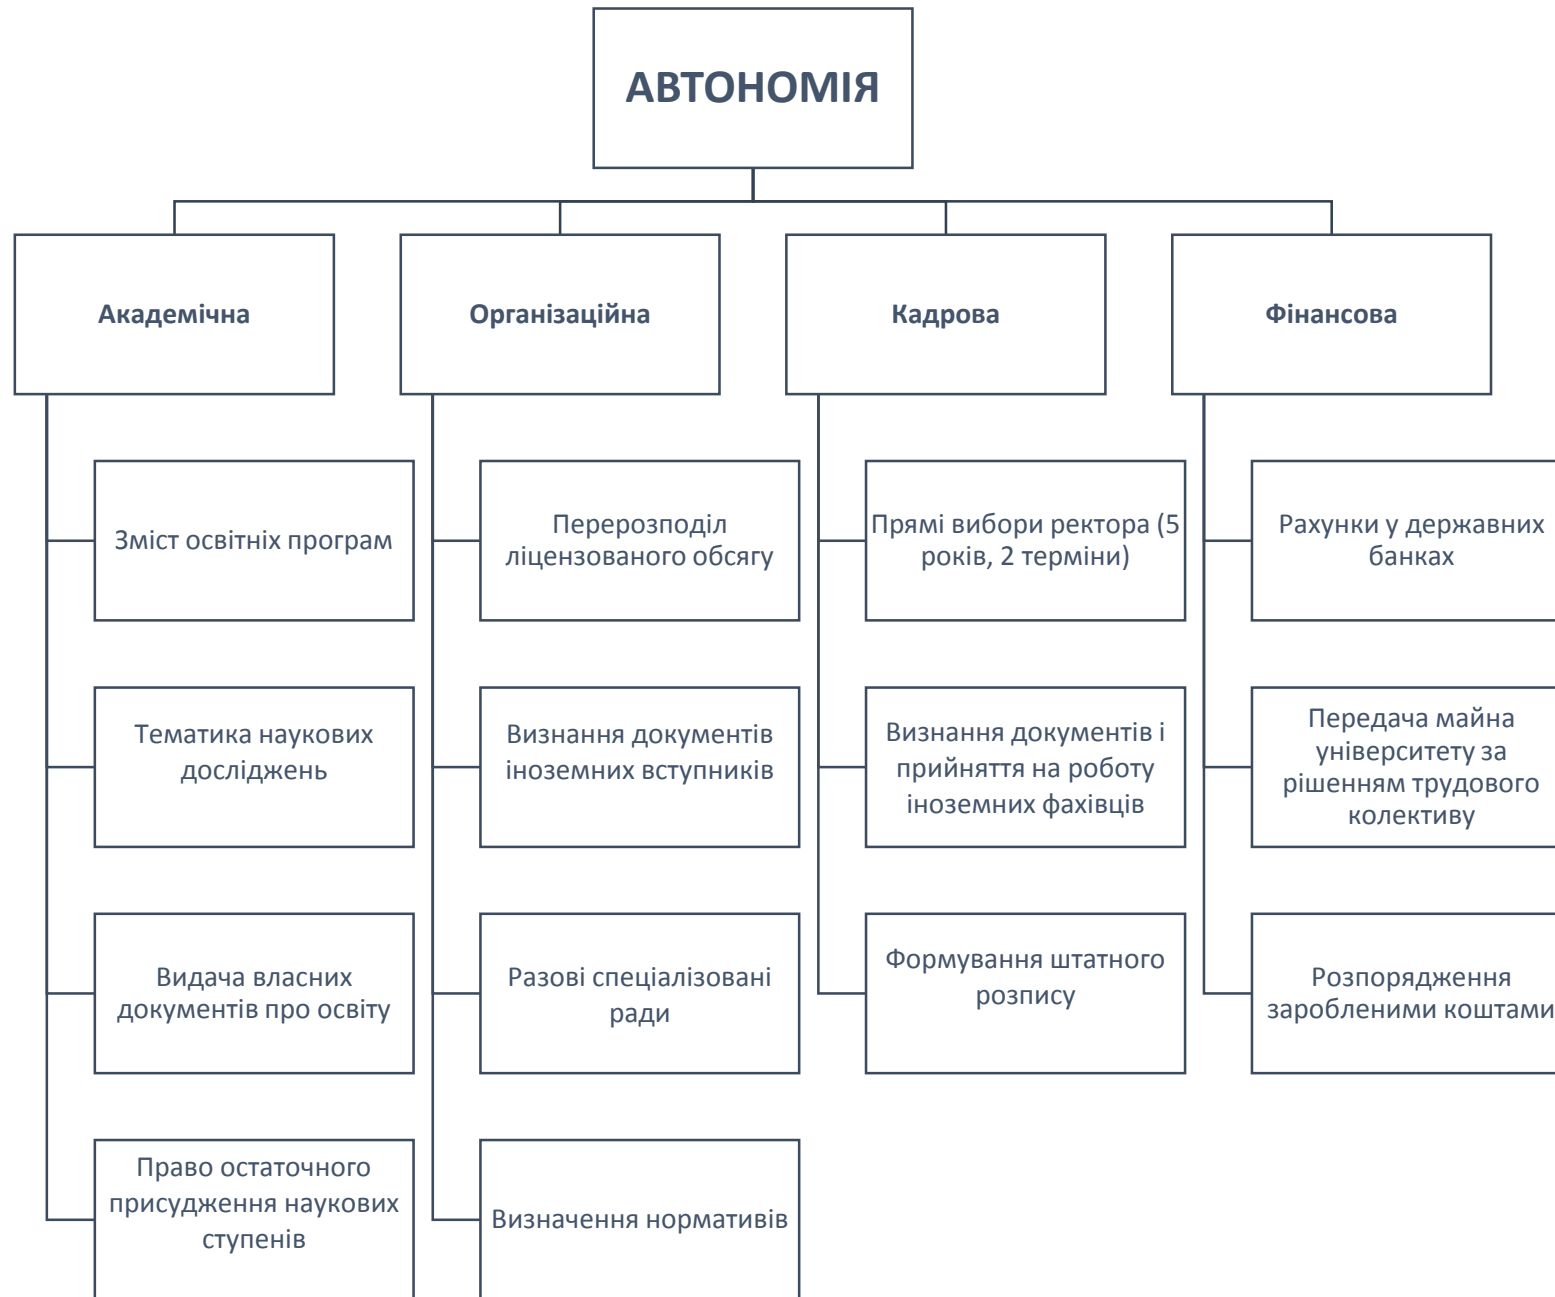 АВТОНОМІЯ
Академічна
Організаційна
Кадрова
Фінансова
Зміст освітніх програм
Перерозподіл
ліцензованого обсягу
Прямі вибори ректора (5
років, 2 терміни)
Рахунки у державних
банках
Тематика наукових
досліджень
Визнання документів
іноземних вступників
Визнання документів і
прийняття на роботу
іноземних фахівців
Передача майна
університету за
рішенням трудового
колективу
Видача власних
документів про освіту
Разові спеціалізовані
ради
Формування штатного
розпису
Розпорядження
заробленими коштами
Право остаточного
присудження наукових
ступенів
Визначення нормативів